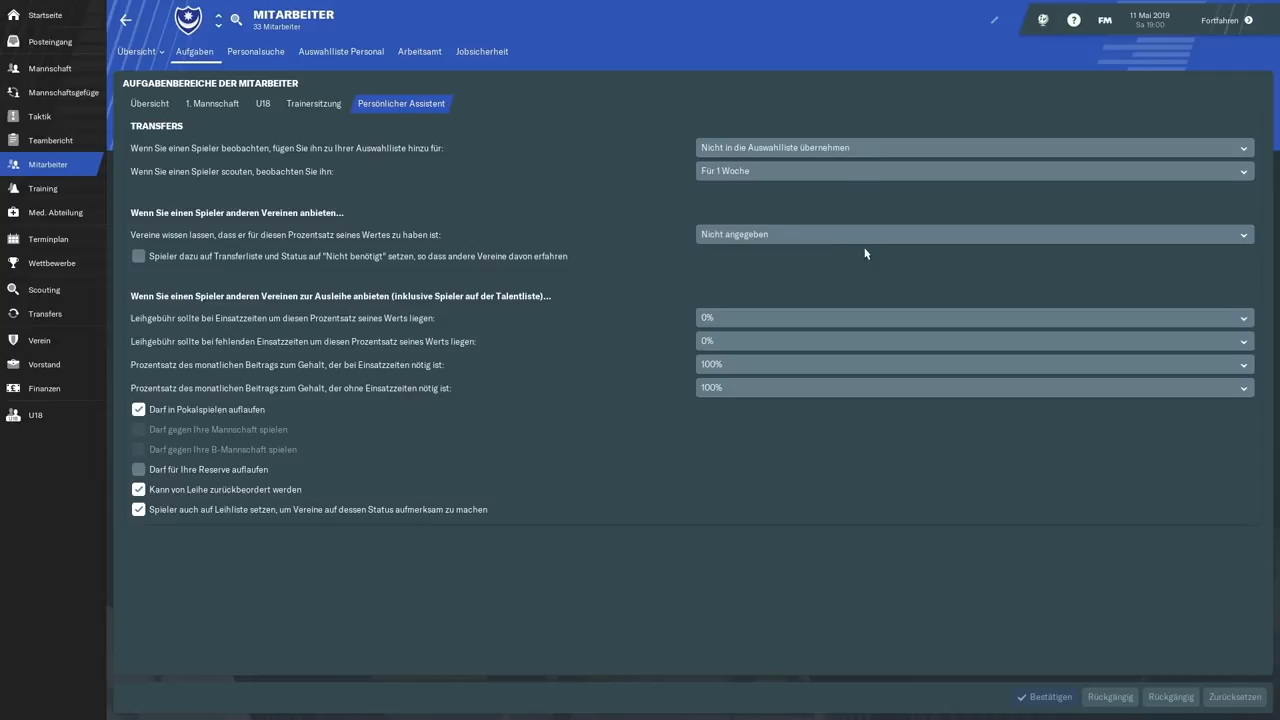 Startseite
Posteingang
Mannschaft
Mannschaftsgefüge
Taktik
Teambericht
Mitarbeiter
Training
Med. Abteilung
Terminplan
Wettbewerbe
Scouting
Transfers
Verein
Vorstand
Finanzen
U18
MITARBEITER
33 Mitarbeiter
FM
11 Mai 2019
Sa 19:00
Fortfahren
Übersicht Aufgaben Personalsuche Auswahlliste Personal Arbeitsamt Jobsicherheit
AUFGABENBEREICHE DER MITARBEITER
Übersicht 1. Mannschaft U18 Trainersitzung Persönlicher Assistent
TRANSFERS
Wenn Sie einen Spieler beobachten, fügen Sie ihn zu Ihrer Auswahlliste hinzu für: Nicht in die Auswahlliste übernehmen
Wenn Sie einen Spieler scouten, beobachten Sie ihn: Für 1 Woche
Wenn Sie einen Spieler anderen Vereinen anbieten...
Vereine wissen lassen, dass er für diesen Prozentsatz seines Wertes zu haben ist: Nicht angegeben
Spieler dazu auf Transferliste und Status auf "Nicht benötigt" setzen, so dass andere Vereine davon erfahren
Wenn Sie einen Spieler anderen Vereinen zur Ausleihe anbieten (inklusive Spieler auf der Talentliste)...
Leihgebühr sollte bei Einsatzzeiten um diesen Prozentsatz seines Werts liegen: 0%
Leihgebühr sollte bei fehlenden Einsatzzeiten um diesen Prozentsatz seines Werts liegen: 0%
Prozentsatz des monatlichen Beitrags zum Gehalt, der bei Einsatzzeiten nötig ist: 100%
Prozentsatz des monatlichen Beitrags zum Gehalt, der ohne Einsatzzeiten nötig ist: 100%
Darf in Pokalspielen auflaufen
Darf gegen Ihre Mannschaft spielen
Darf gegen Ihre B-Mannschaft spielen
Darf für Ihre Reserve auflaufen
Kann von Leihe zurückbeordert werden
Spieler auch auf Leihliste setzen, um Vereine auf dessen Status aufmerksam zu machen
Bestätigen Rückgängig Rückgängig Zurücksetzen